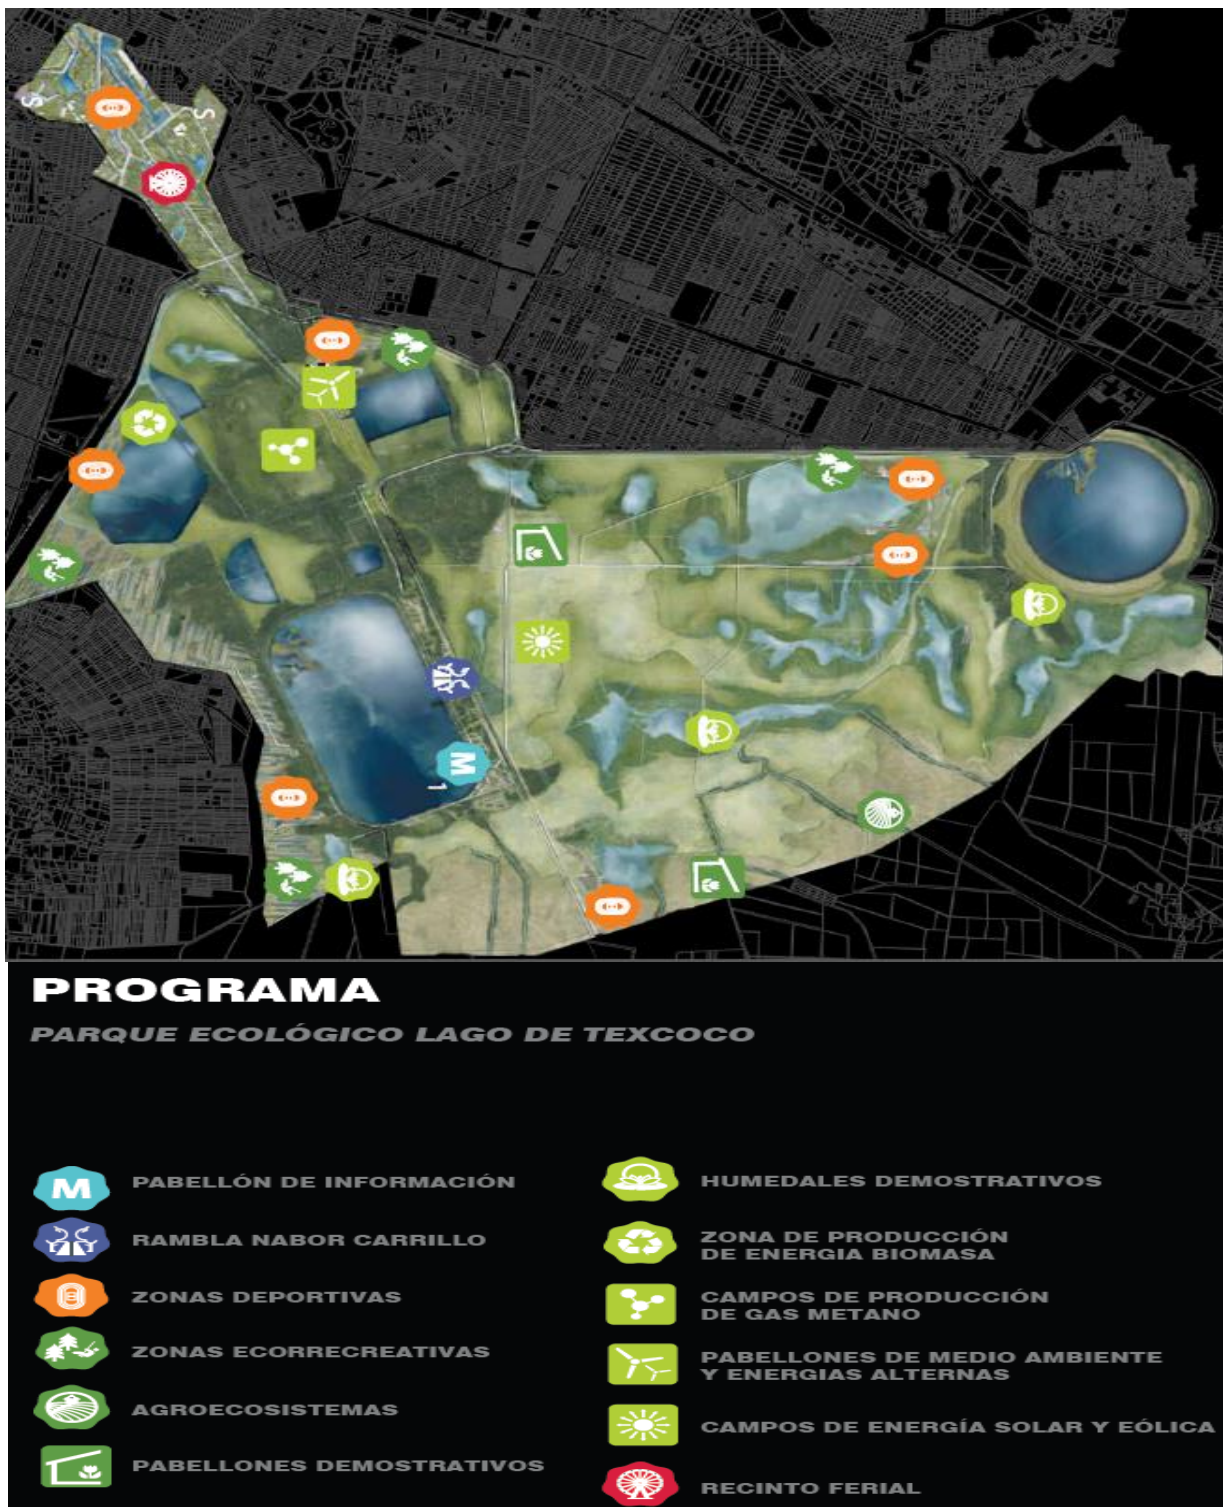 S
S
M
1
PROGRAMA
PARQUE ECOLÓGICO LAGO DE TEXCOCO
M PABELLÓN DE INFORMACIÓN
RAMBLA NABOR CARRILLO
ZONAS DEPORTIVAS
ZONAS ECORRECREATIVAS
AGROECOSISTEMAS
PABELLONES DEMOSTRATIVOS
HUMEDALES DEMOSTRATIVOS
ZONA DE PRODUCCIÓN
DE ENERGIA BIOMASA
CAMPOS DE PRODUCCIÓN
DE GAS METANO
PABELLONES DE MEDIO AMBIENTE
Y ENERGIAS ALTERNAS
CAMPOS DE ENERGÍA SOLAR Y EÓLICA
RECINTO FERIAL